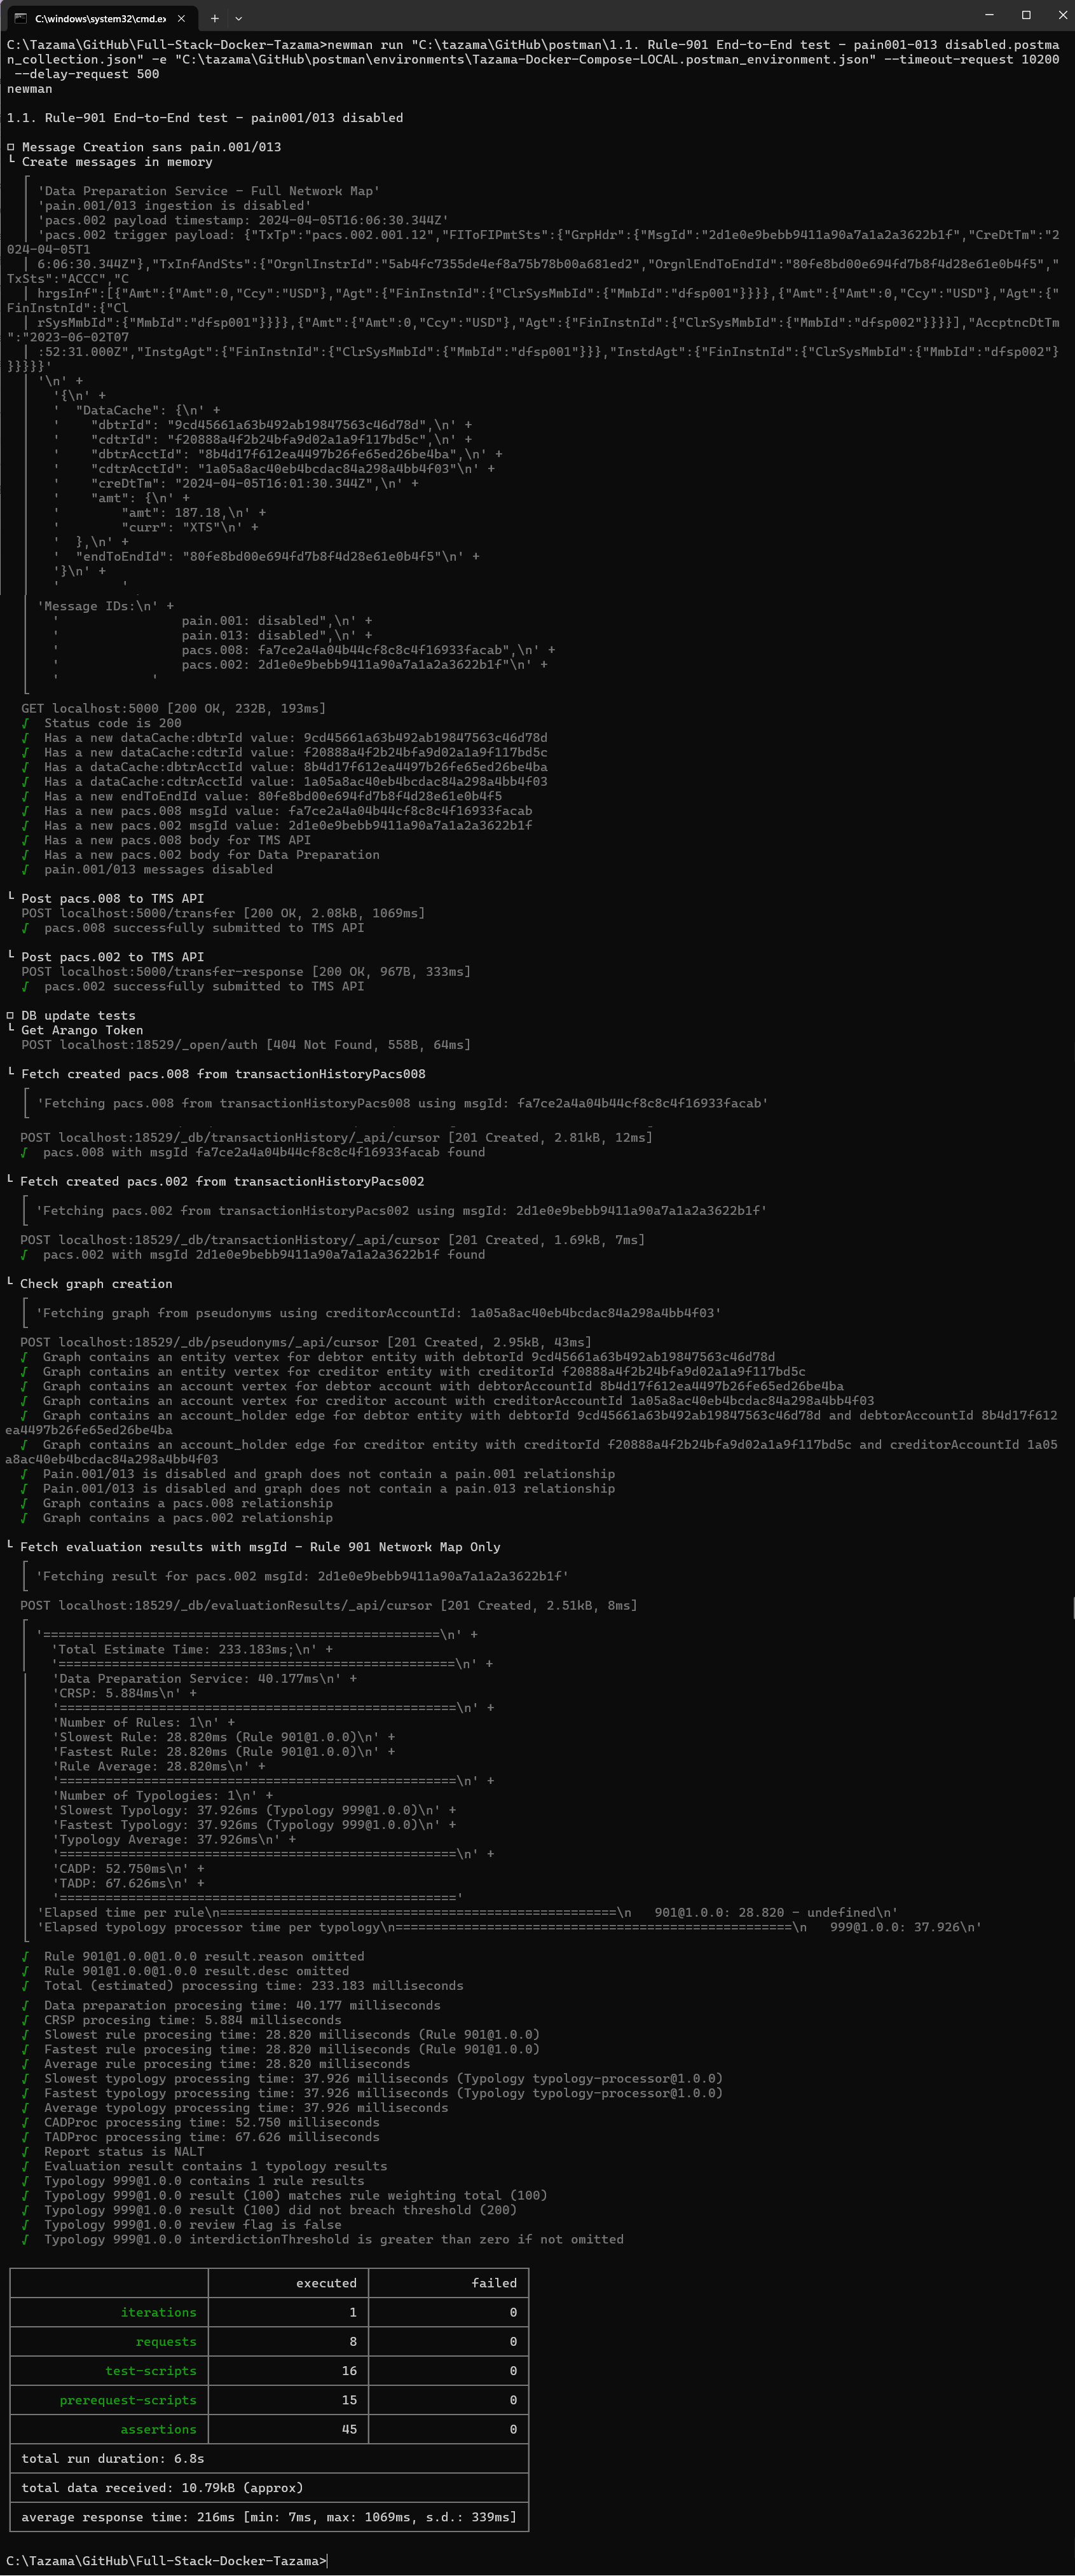 C:\windows\system32\cmd.ex
C:\Tazama\GitHub\Full-Stack-Docker-Tazama>newman run "C:\tazama\GitHub\postman\1.1. Rule-901 End-to-End test - pain001-013 disabled.postma
n_collection.json" -e "C:\tazama\GitHub\postman\environments\Tazama-Docker-Compose-LOCAL.postman_environment.json" --timeout-request 10200
--delay-request 500
newman
1.1. Rule-901 End-to-End test - pain001/013 disabled
□ Message Creation sans pain.001/013
└ Create messages in memory
┌
│ 'Data Preparation Service - Full Network Map'
│ 'pain.001/013 ingestion is disabled'
│ 'pacs.002 payload timestamp: 2024-04-05T16:06:30.344Z'
│ 'pacs.002 trigger payload: {"TxTp":"pacs.002.001.12","FIToFIPmtSts":{"GrpHdr":{"MsgId":"2d1e0e9bebb9411a90a7a1a2a3622b1f","CreDtTm":"2
024-04-05T1
│ 6:06:30.344Z"},"TxInfAndSts":{"OrgnlInstrId":"5ab4fc7355de4ef8a75b78b00a681ed2","OrgnlEndToEndId":"80fe8bd00e694fd7b8f4d28e61e0b4f5","
TxSts":"ACCC","C
│ hrgsInf":[{"Amt":{"Amt":0,"Ccy":"USD"},"Agt":{"FinInstnId":{"ClrSysMmbId":{"MmbId":"dfsp001"}}}},{"Amt":{"Amt":0,"Ccy":"USD"},"Agt":{"
FinInstnId":{"Cl
│ rSysMmbId":{"MmbId":"dfsp001"}}}},{"Amt":{"Amt":0,"Ccy":"USD"},"Agt":{"FinInstnId":{"ClrSysMmbId":{"MmbId":"dfsp002"}}}}],"AccptncDtTm
":"2023-06-02T07
│ :52:31.000Z","InstgAgt":{"FinInstnId":{"ClrSysMmbId":{"MmbId":"dfsp001"}}},"InstdAgt":{"FinInstnId":{"ClrSysMmbId":{"MmbId":"dfsp002"}
}}}}}'
│ '\n' +
│   '{\n' +
│   '  "DataCache": {\n' +
│   '    "dbtrId": "9cd45661a63b492ab19847563c46d78d",\n' +
│   '    "cdtrId": "f20888a4f2b24bfa9d02a1a9f117bd5c",\n' +
│   '    "dbtrAcctId": "8b4d17f612ea4497b26fe65ed26be4ba",\n' +
│   '    "cdtrAcctId": "1a05a8ac40eb4bcdac84a298a4bb4f03"\n' +
│   '    "creDtTm": "2024-04-05T16:01:30.344Z",\n' +
│   '    "amt": {\n' +
│   '        "amt": 187.18,\n' +
│   '        "curr": "XTS"\n' +
│   '  },\n' +
│   '  "endToEndId": "80fe8bd00e694fd7b8f4d28e61e0b4f5"\n' +
│   '}\n' +
│   '        '
│ 'Message IDs:\n' +
│   '                pain.001: disabled",\n' +
│   '                pain.013: disabled",\n' +
│   '                pacs.008: fa7ce2a4a04b44cf8c8c4f16933facab",\n' +
│   '                pacs.002: 2d1e0e9bebb9411a90a7a1a2a3622b1f"\n' +
│   '            '
└
GET localhost:5000 [200 OK, 232B, 193ms]
√ Status code is 200
√ Has a new dataCache:dbtrId value: 9cd45661a63b492ab19847563c46d78d
√ Has a new dataCache:cdtrId value: f20888a4f2b24bfa9d02a1a9f117bd5c
√ Has a dataCache:dbtrAcctId value: 8b4d17f612ea4497b26fe65ed26be4ba
√ Has a dataCache:cdtrAcctId value: 1a05a8ac40eb4bcdac84a298a4bb4f03
√ Has a new endToEndId value: 80fe8bd00e694fd7b8f4d28e61e0b4f5
√ Has a new pacs.008 msgId value: fa7ce2a4a04b44cf8c8c4f16933facab
√ Has a new pacs.002 msgId value: 2d1e0e9bebb9411a90a7a1a2a3622b1f
√ Has a new pacs.008 body for TMS API
√ Has a new pacs.002 body for Data Preparation
√ pain.001/013 messages disabled
└ Post pacs.008 to TMS API
POST localhost:5000/transfer [200 OK, 2.08kB, 1069ms]
√ pacs.008 successfully submitted to TMS API
└ Post pacs.002 to TMS API
POST localhost:5000/transfer-response [200 OK, 967B, 333ms]
√ pacs.002 successfully submitted to TMS API
□ DB update tests
└ Get Arango Token
POST localhost:18529/_open/auth [404 Not Found, 558B, 64ms]
└ Fetch created pacs.008 from transactionHistoryPacs008
┌
│ 'Fetching pacs.008 from transactionHistoryPacs008 using msgId: fa7ce2a4a04b44cf8c8c4f16933facab'
└
POST localhost:18529/_db/transactionHistory/_api/cursor [201 Created, 2.81kB, 12ms]
√ pacs.008 with msgId fa7ce2a4a04b44cf8c8c4f16933facab found
└ Fetch created pacs.002 from transactionHistoryPacs002
┌
│ 'Fetching pacs.002 from transactionHistoryPacs002 using msgId: 2d1e0e9bebb9411a90a7a1a2a3622b1f'
└
POST localhost:18529/_db/transactionHistory/_api/cursor [201 Created, 1.69kB, 7ms]
√ pacs.002 with msgId 2d1e0e9bebb9411a90a7a1a2a3622b1f found
└ Check graph creation
┌
│ 'Fetching graph from pseudonyms using creditorAccountId: 1a05a8ac40eb4bcdac84a298a4bb4f03'
└
POST localhost:18529/_db/pseudonyms/_api/cursor [201 Created, 2.95kB, 43ms]
√ Graph contains an entity vertex for debtor entity with debtorId 9cd45661a63b492ab19847563c46d78d
√ Graph contains an entity vertex for creditor entity with creditorId f20888a4f2b24bfa9d02a1a9f117bd5c
√ Graph contains an account vertex for debtor account with debtorAccountId 8b4d17f612ea4497b26fe65ed26be4ba
√ Graph contains an account vertex for creditor account with creditorAccountId 1a05a8ac40eb4bcdac84a298a4bb4f03
√ Graph contains an account_holder edge for debtor entity with debtorId 9cd45661a63b492ab19847563c46d78d and debtorAccountId 8b4d17f612
ea4497b26fe65ed26be4ba
√ Graph contains an account_holder edge for creditor entity with creditorId f20888a4f2b24bfa9d02a1a9f117bd5c and creditorAccountId 1a05
a8ac40eb4bcdac84a298a4bb4f03
√ Pain.001/013 is disabled and graph does not contain a pain.001 relationship
√ Pain.001/013 is disabled and graph does not contain a pain.013 relationship
√ Graph contains a pacs.008 relationship
√ Graph contains a pacs.002 relationship
└ Fetch evaluation results with msgId - Rule 901 Network Map Only
┌
│ 'Fetching result for pacs.002 msgId: 2d1e0e9bebb9411a90a7a1a2a3622b1f'
└
POST localhost:18529/_db/evaluationResults/_api/cursor [201 Created, 2.51kB, 8ms]
┌
│ '====================================================\n' +
│   'Total Estimate Time: 233.183ms;\n' +
│   '====================================================\n' +
│   'Data Preparation Service: 40.177ms\n' +
│   'CRSP: 5.884ms\n' +
│   '====================================================\n' +
│   'Number of Rules: 1\n' +
│   'Slowest Rule: 28.820ms (Rule 901@1.0.0)\n' +
│   'Fastest Rule: 28.820ms (Rule 901@1.0.0)\n' +
│   'Rule Average: 28.820ms\n' +
│   '====================================================\n' +
│   'Number of Typologies: 1\n' +
│   'Slowest Typology: 37.926ms (Typology 999@1.0.0)\n' +
│   'Fastest Typology: 37.926ms (Typology 999@1.0.0)\n' +
│   'Typology Average: 37.926ms\n' +
│   '====================================================\n' +
│   'CADP: 52.750ms\n' +
│   'TADP: 67.626ms\n' +
│   '===================================================='
│ 'Elapsed time per rule\n====================================================\n   901@1.0.0: 28.820 - undefined\n'
│ 'Elapsed typology processor time per typology\n====================================================\n   999@1.0.0: 37.926\n'
└
√ Rule 901@1.0.0@1.0.0 result.reason omitted
√ Rule 901@1.0.0@1.0.0 result.desc omitted
√ Total (estimated) processing time: 233.183 milliseconds
√ Data preparation procesing time: 40.177 milliseconds
√ CRSP procesing time: 5.884 milliseconds
√ Slowest rule procesing time: 28.820 milliseconds (Rule 901@1.0.0)
√ Fastest rule procesing time: 28.820 milliseconds (Rule 901@1.0.0)
√ Average rule procesing time: 28.820 milliseconds
√ Slowest typology processing time: 37.926 milliseconds (Typology typology-processor@1.0.0)
√ Fastest typology processing time: 37.926 milliseconds (Typology typology-processor@1.0.0)
√ Average typology processing time: 37.926 milliseconds
√ CADProc processing time: 52.750 milliseconds
√ TADProc processing time: 67.626 milliseconds
√ Report status is NALT
√ Evaluation result contains 1 typology results
√ Typology 999@1.0.0 contains 1 rule results
√ Typology 999@1.0.0 result (100) matches rule weighting total (100)
√ Typology 999@1.0.0 result (100) did not breach threshold (200)
√ Typology 999@1.0.0 review flag is false
√ Typology 999@1.0.0 interdictionThreshold is greater than zero if not omitted
executed failed
iterations 1 0
requests 8 0
test-scripts 16 0
prerequest-scripts 15 0
assertions 45 0
total run duration: 6.8s
total data received: 10.79kB (approx)
average response time: 216ms [min: 7ms, max: 1069ms, s.d.: 339ms]
C:\Tazama\GitHub\Full-Stack-Docker-Tazama>